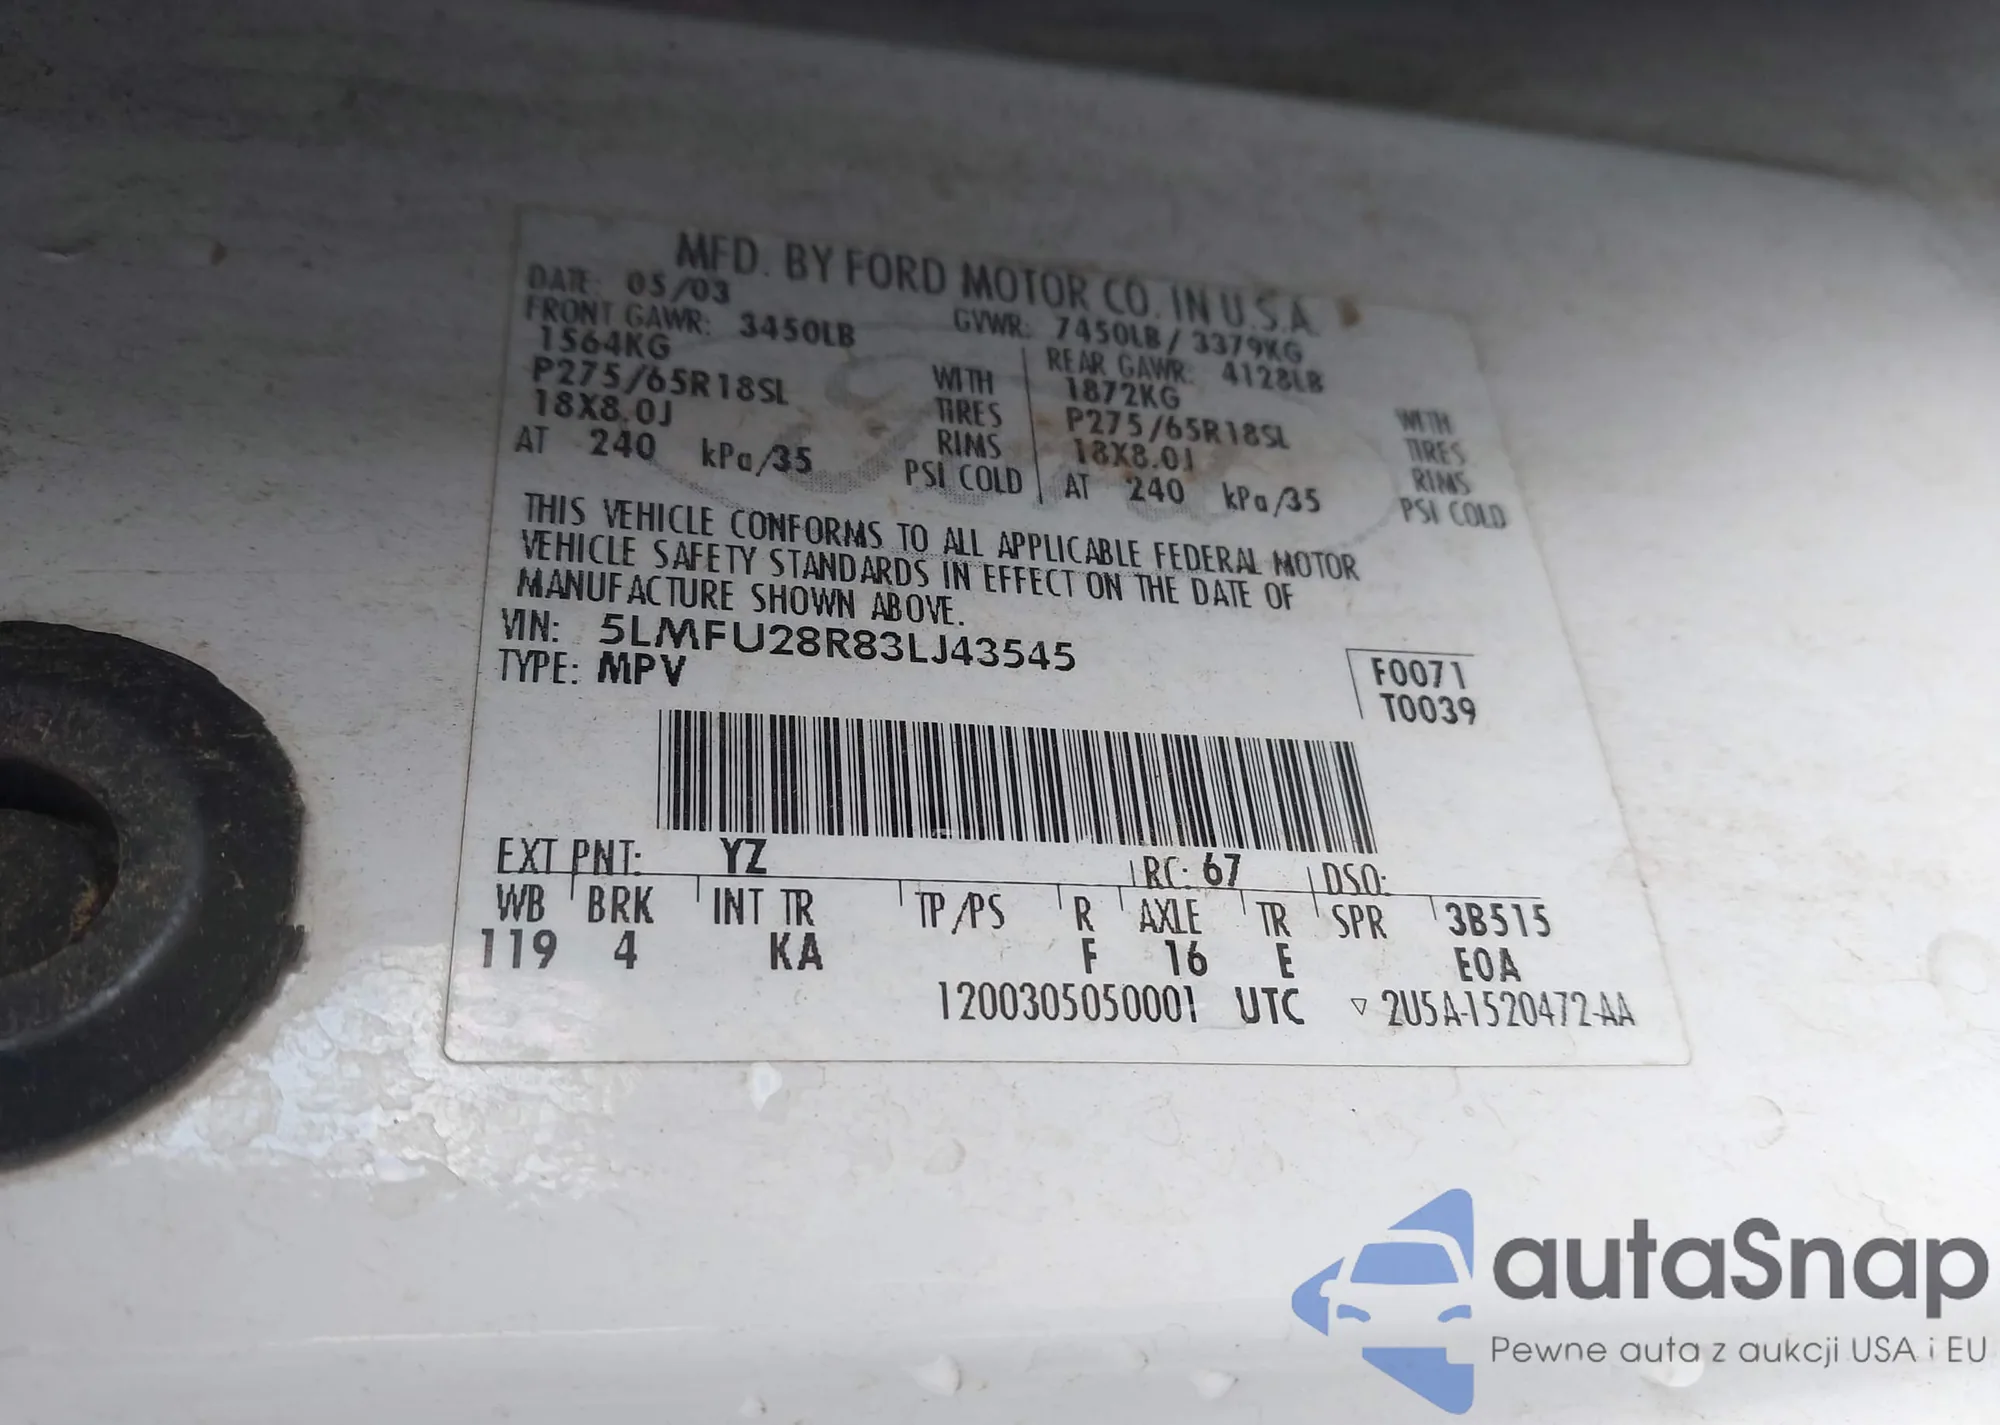 MFD. BY FORD MOTOR CO. IN U.S.A.
DATE: 05/03 GVWR: 7450LB / 3379KG
FRONT GAWR: 3450LB REAR GAWR: 4128LB
1564KG WITH 1872KG WITH
P275/65R18SL TIRES P275/65R18SL TIRES
18X8.0J RIMS 18X8.0J RIMS
AT 240 kPa/35 PSI COLD AT 240 kPa/35 PSI COLD
THIS VEHICLE CONFORMS TO ALL APPLICABLE FEDERAL MOTOR
VEHICLE SAFETY STANDARDS IN EFFECT ON THE DATE OF
MANUFACTURE SHOWN ABOVE.
VIN: 5LMFU28R83LJ43545
TYPE: MPV
F0071
T0039
EXT PNT: YZ RC: 67 DSO:
WB BRK INT TR TP/PS R AXLE TR SPR 3B515
119 4 KA F 16 E E0A
1200305050001 UTC ▽ 2U5A-1520472-AA
autaSnap
Pewne auta z aukcji USA i EU